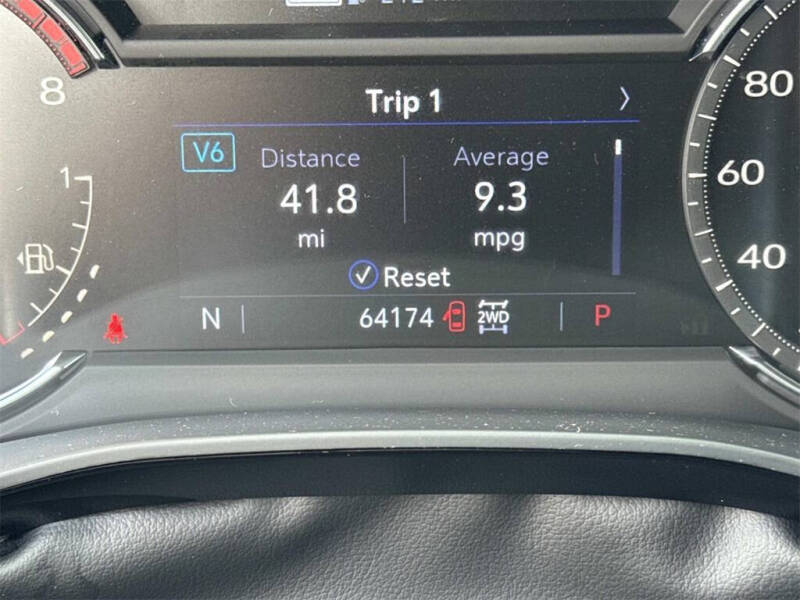 Trip 1 >
8
80
V6
Distance
Average
1
60
41.8
9.3
mi
mpg
40
Reset
N
64174
2WD
P